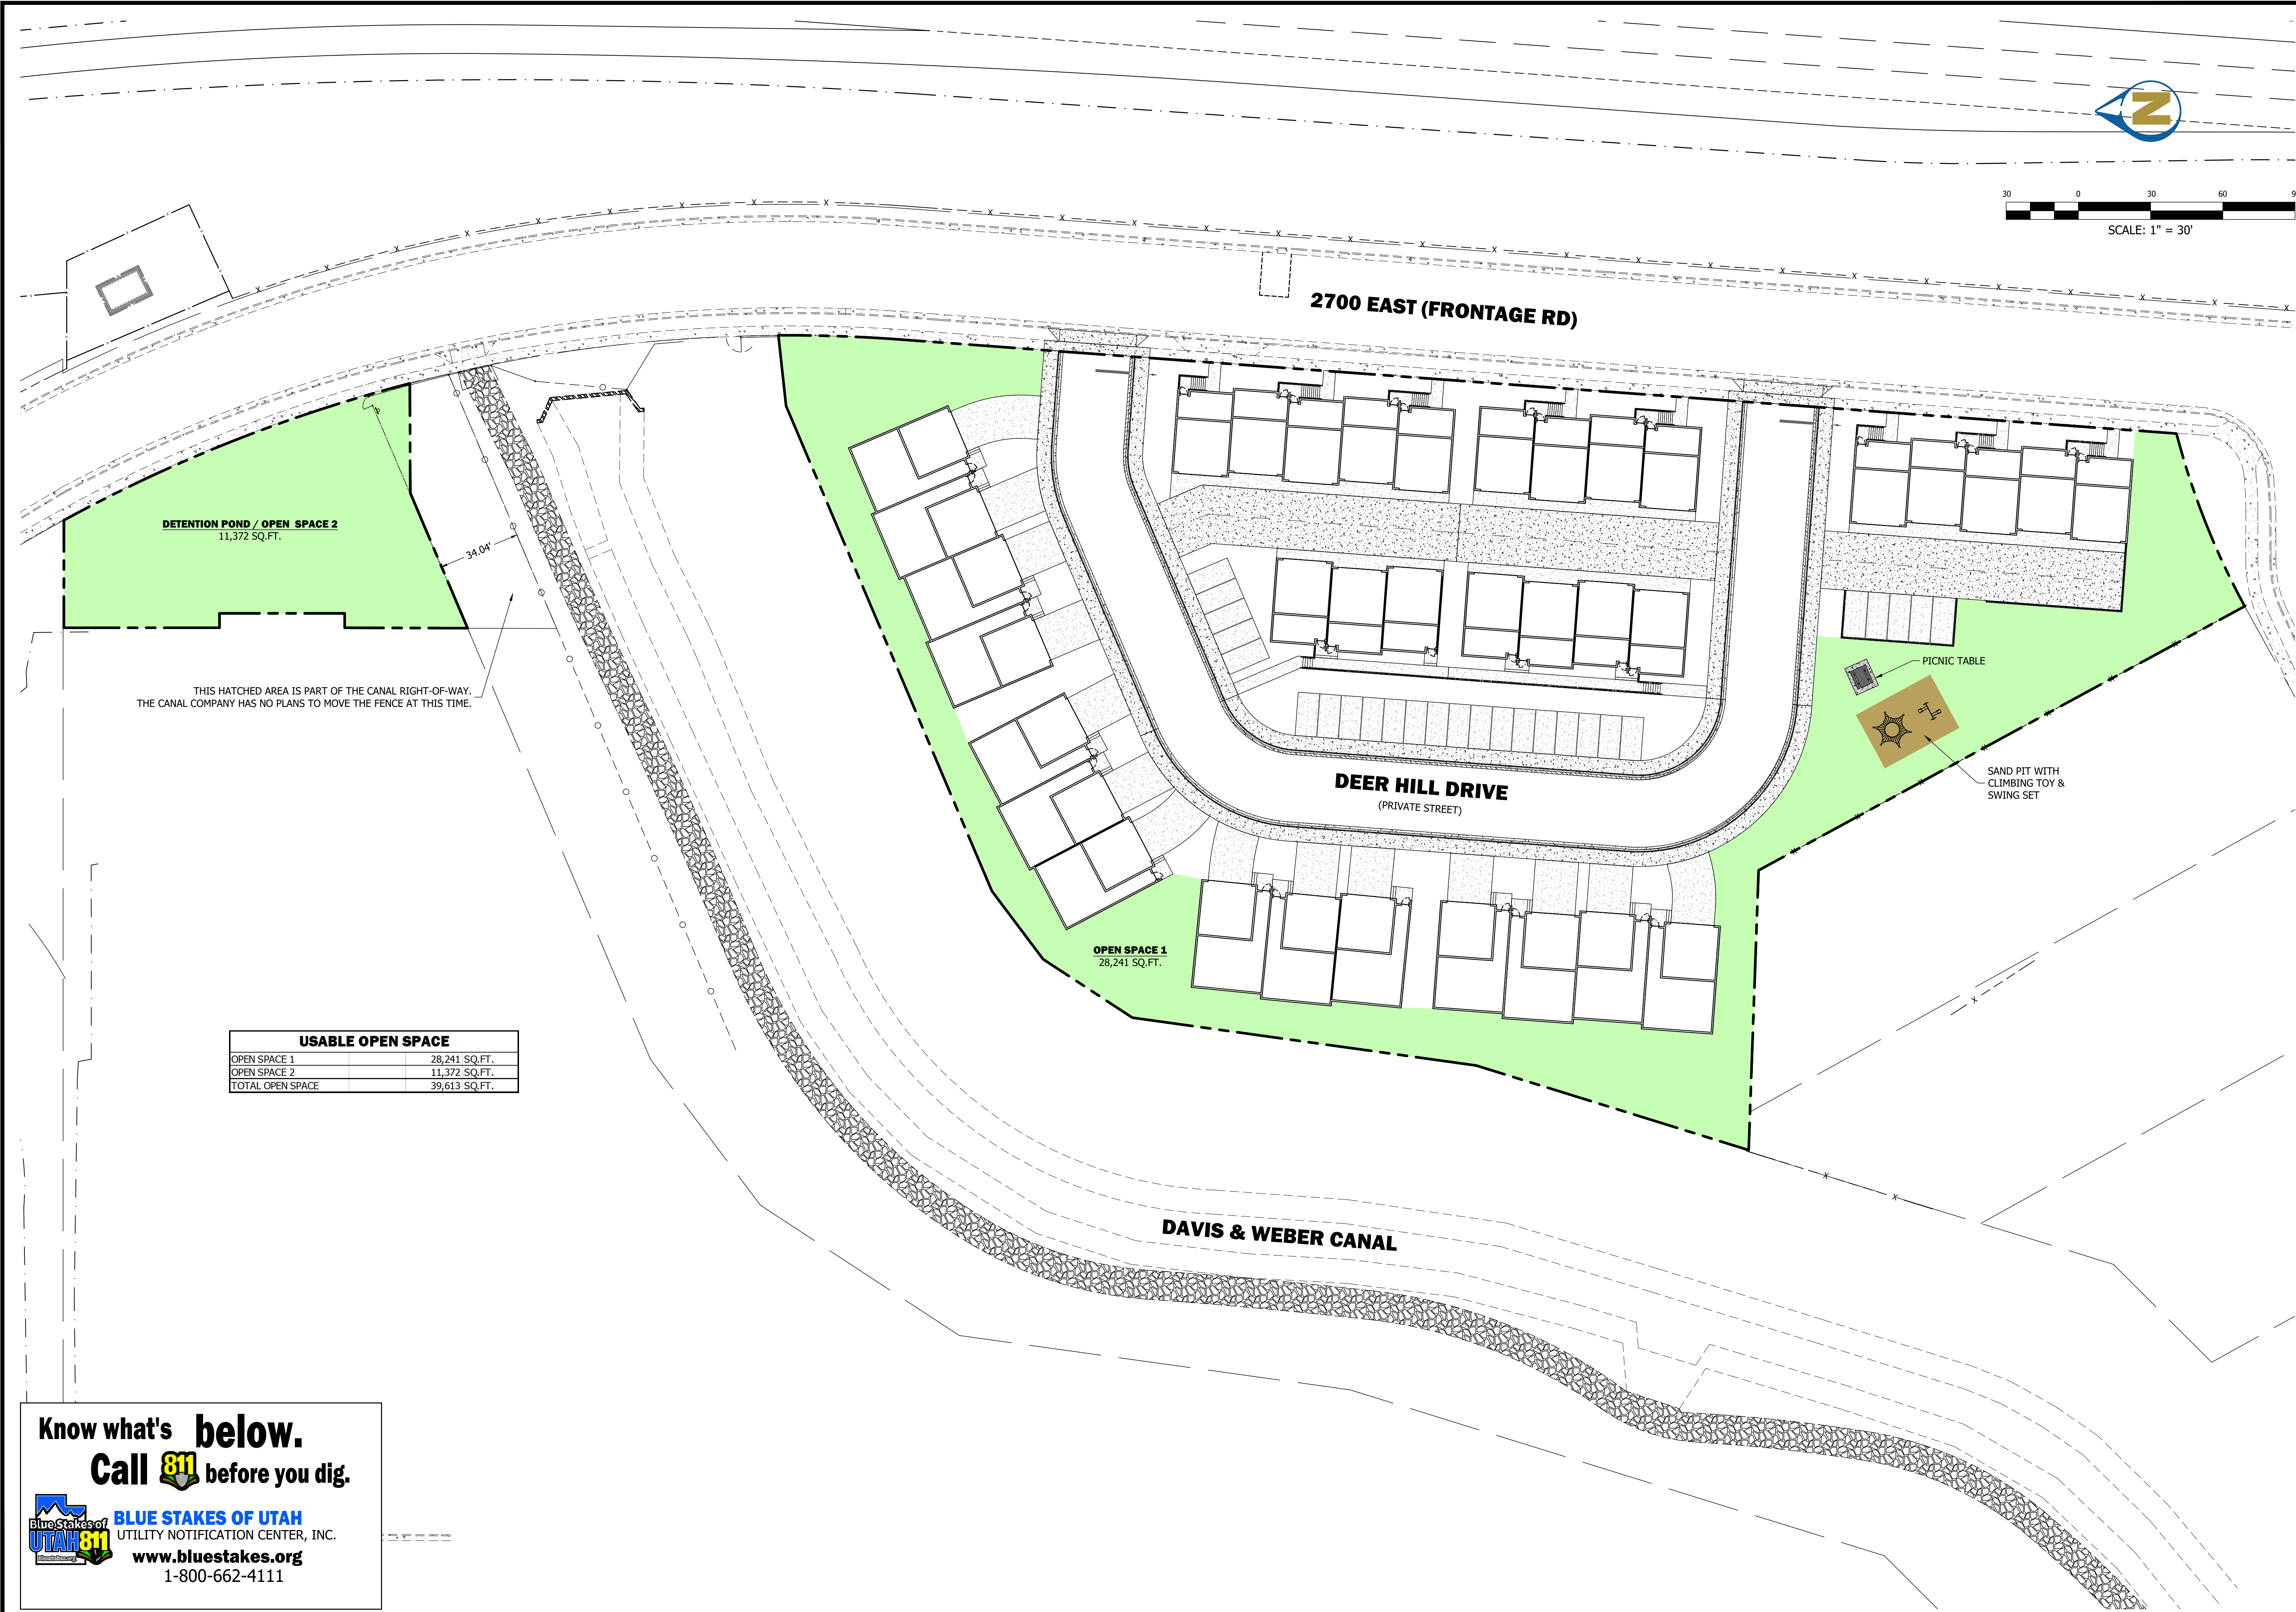 N
30 0 30 60 9
SCALE: 1" = 30'
2700 EAST (FRONTAGE RD)
DETENTION POND / OPEN SPACE 2
11,372 SQ.FT.
34.04'
THIS HATCHED AREA IS PART OF THE CANAL RIGHT-OF-WAY.
THE CANAL COMPANY HAS NO PLANS TO MOVE THE FENCE AT THIS TIME.
PICNIC TABLE
SAND PIT WITH
CLIMBING TOY &
SWING SET
DEER HILL DRIVE
(PRIVATE STREET)
OPEN SPACE 1
28,241 SQ.FT.
USABLE OPEN SPACE
OPEN SPACE 1 28,241 SQ.FT.
OPEN SPACE 2 11,372 SQ.FT.
TOTAL OPEN SPACE 39,613 SQ.FT.
DAVIS & WEBER CANAL
Know what's below.
Call 811 before you dig.
Blue Stakes of
UTAH 811
Bluestakes.org
BLUE STAKES OF UTAH
UTILITY NOTIFICATION CENTER, INC.
www.bluestakes.org
1-800-662-4111